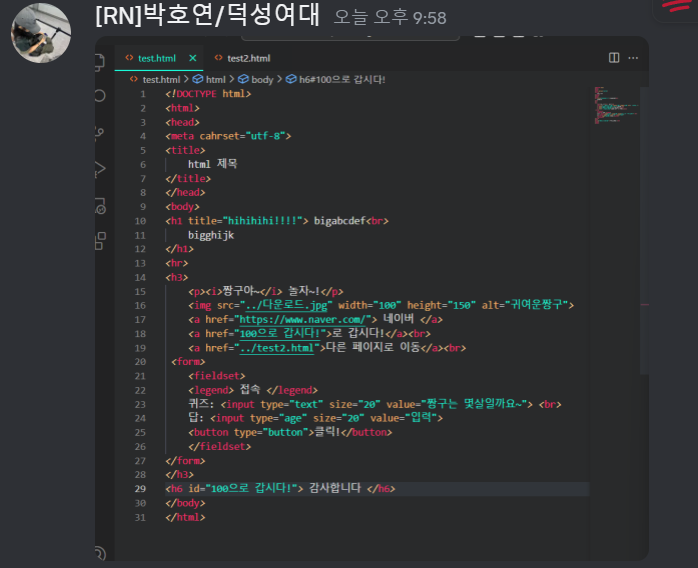 [RN]박호연/덕성여대 오늘 오후 9:58
test.html × test2.html ...
test.html > html > body > h6#100으로 갑시다!
1 <!DOCTYPE html>
2 <html>
3 <head>
4 <meta cahrset="utf-8">
5 <title>
6 html 제목
7 </title>
8 </head>
9 <body>
10 <h1 title="hihihihi!!!!"> bigabcdef<br>
11 bigghijk
12 </h1>
13 <hr>
14 <h3>
15 <p><i>짱구아~</i> 놀자~!</p>
16 <img src="../다운로드.jpg" width="100" height="150" alt="귀여운짱구">
17 <a href="https://www.naver.com/"> 네이버 </a>
18 <a href="100으로 갑시다!">로 갑시다!</a><br>
19 <a href="../test2.html">다른 페이지로 이동</a><br>
20 <form>
21 <fieldset>
22 <legend> 접속 </legend>
23 퀴즈: <input type="text" size="20" value="짱구는 몇살일까요~"> <br>
24 답: <input type="age" size="20" value="입력">
25 <button type="button">클릭!</button>
26 </fieldset>
27 </form>
28 </h3>
29 <h6 id="100으로 갑시다!"> 감사합니다 </h6>
30 </body>
31 </html>